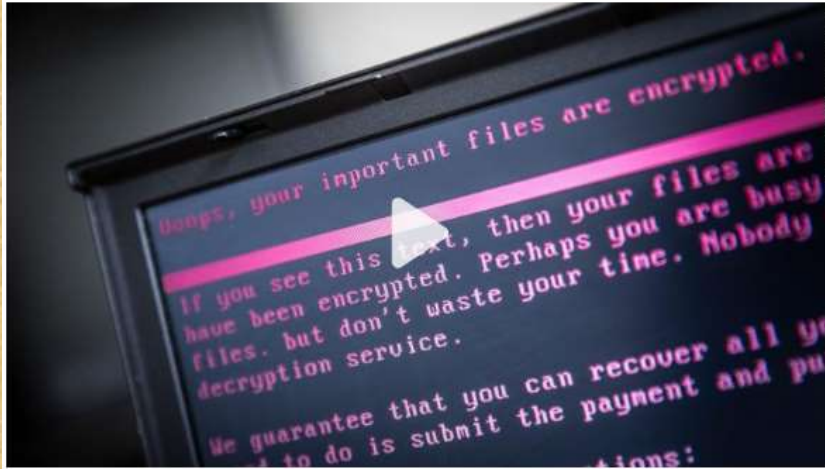 Ooops, your important files are encrypted.
If you see this text, then your files are
have been encrypted. Perhaps you are busy
files. but don't waste your time. Nobody
decryption service.
We guarantee that you can recover all yo
to do is submit the payment and pu
tions: